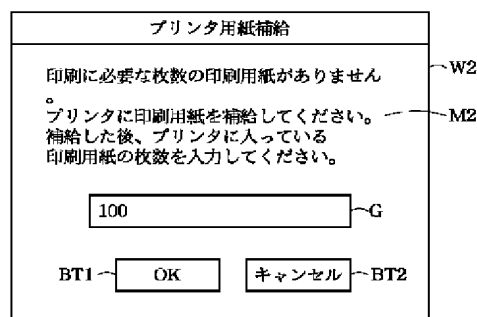 プリンタ用紙補給
印刷に必要な枚数の印刷用紙がありません
。
W2
プリンタに印刷用紙を補給してください。
M2
補給した後、プリンタに入っている
印刷用紙の枚数を入力してください。
100
G
BT1
OK
キャンセル
BT2